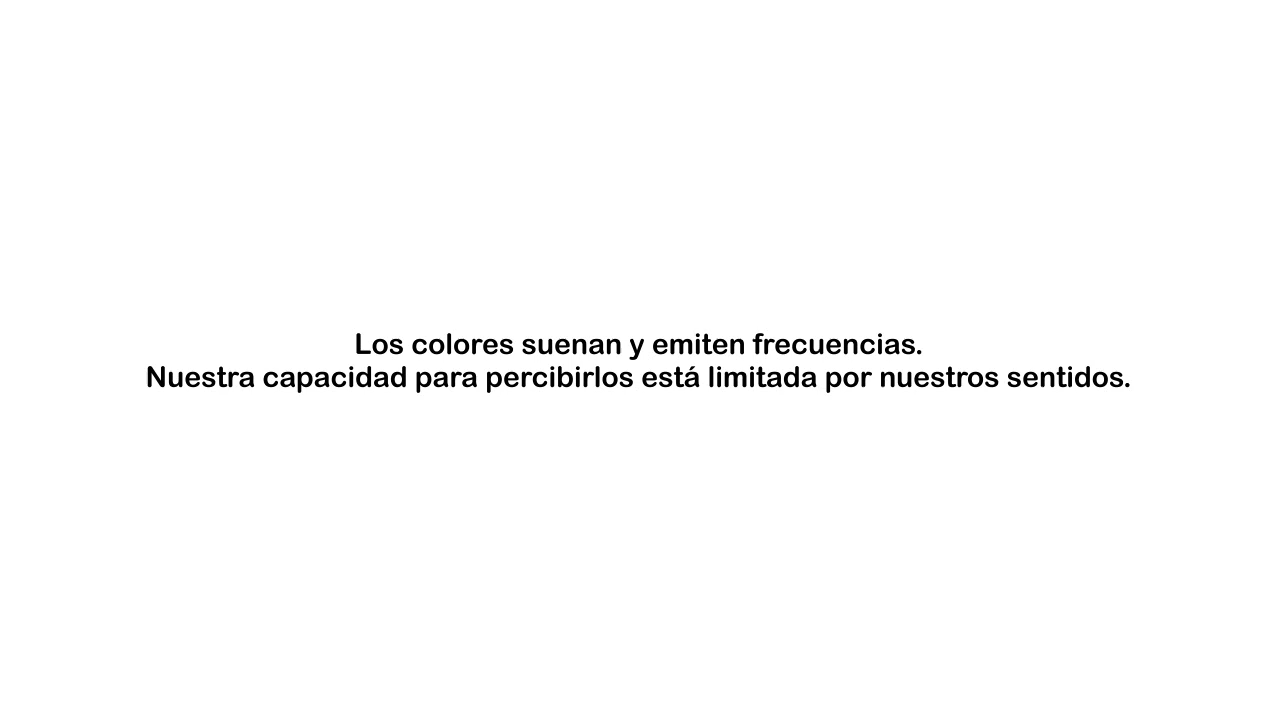 Los colores suenan y emiten frecuencias.
Nuestra capacidad para percibirlos está limitada por nuestros sentidos.